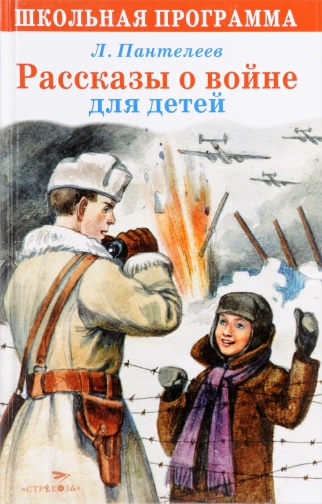 ШКОЛЬНАЯ ПРОГРАММА
Л. Пантелеев
Рассказы о войне
для детей
«СТРЕКОЗА»